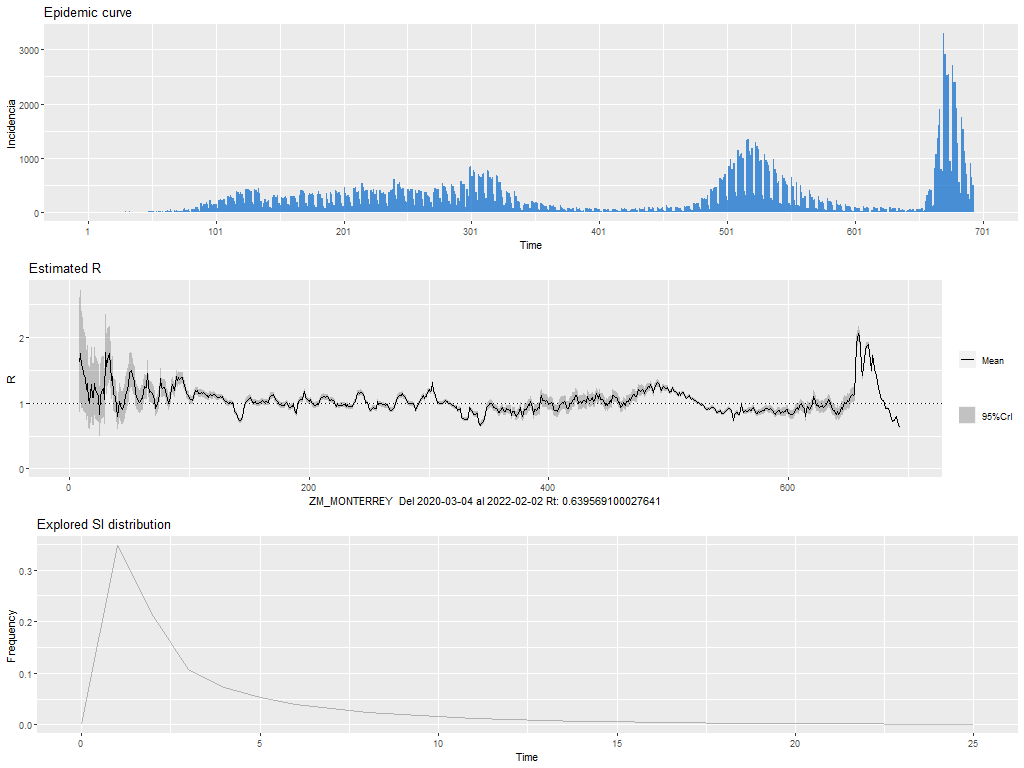 Epidemic curve
3000
2000
1000
0
Incidencia
1 101 201 301 401 501 601 701
Time
Estimated R
2
1
0
R
Mean
95%CrI
0 200 400 600
ZM_MONTERREY Del 2020-03-04 al 2022-02-02 Rt: 0.639569100027641
Explored SI distribution
0.3
0.2
0.1
0.0
Frequency
0 5 10 15 20 25
Time